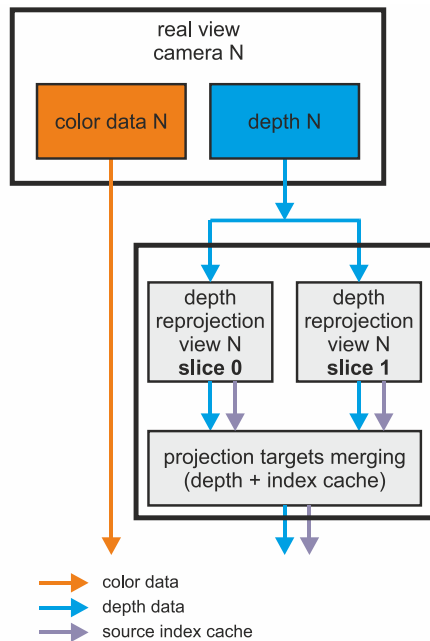 real view
camera N
color data N
depth N
depth
reprojection
view N
slice 0
depth
reprojection
view N
slice 1
projection targets merging
(depth + index cache)
color data
depth data
source index cache